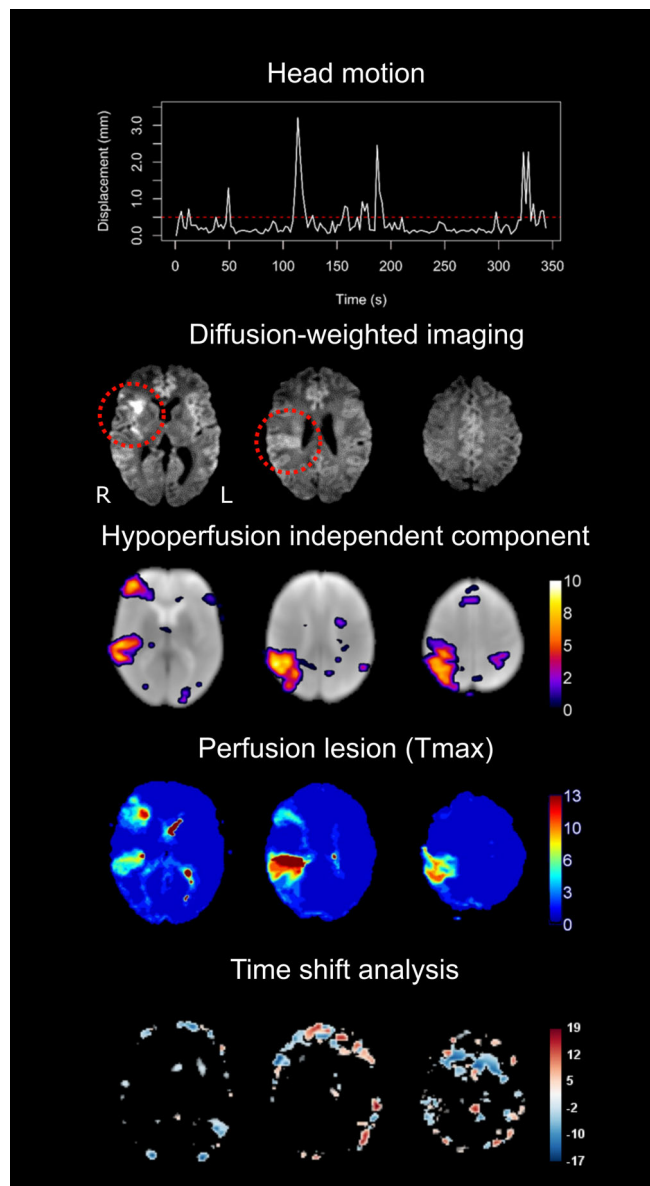 Head motion
Displacement (mm)
3.0
2.0
1.0
0.0
0 50 100 150 200 250 300 350
Time (s)
Diffusion-weighted imaging
R L
Hypoperfusion independent component
10
8
5
2
0
Perfusion lesion (Tmax)
13
10
6
3
0
Time shift analysis
19
12
5
-2
-10
-17